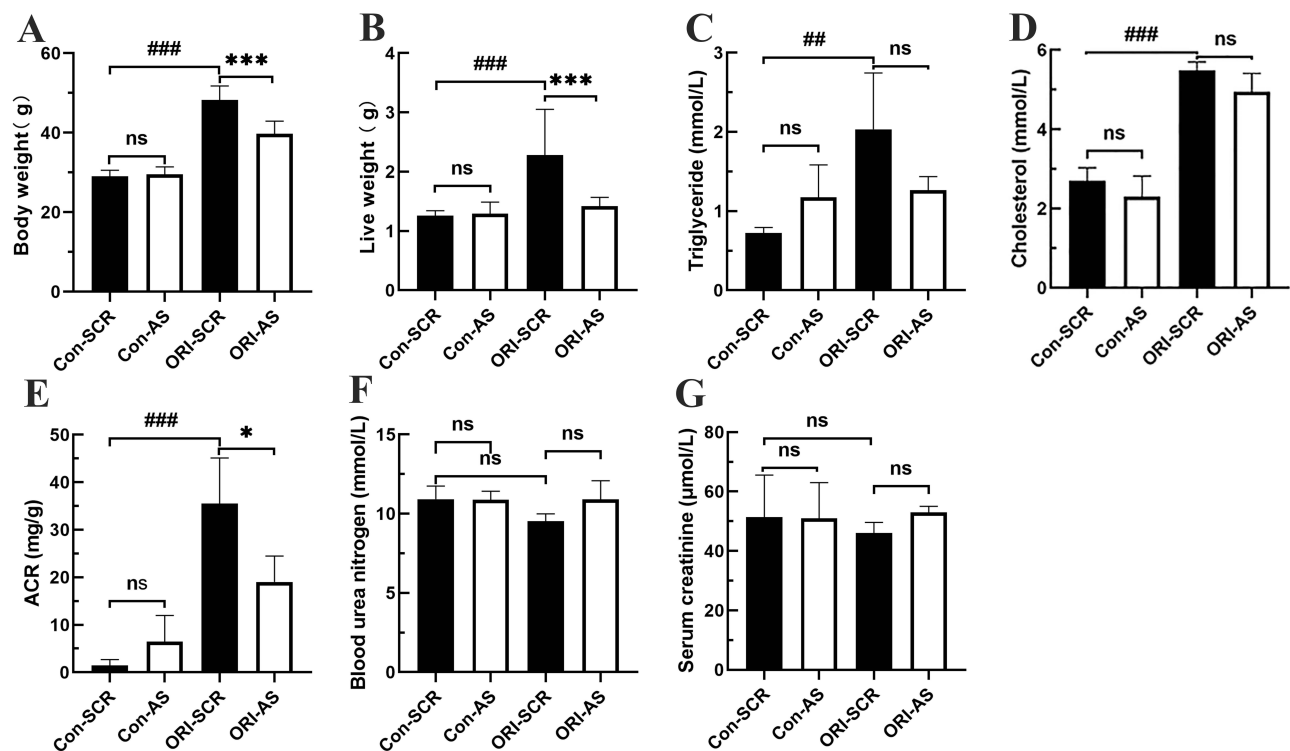 A
Body weight（g）
60
40
20
0
###
***
ns
Con-SCR
Con-AS
ORI-SCR
ORI-AS
B
Live weight（g）
4
3
2
1
0
###
***
ns
Con-SCR
Con-AS
ORI-SCR
ORI-AS
C
Triglyceride (mmol/L)
3
2
1
0
##
ns
ns
Con-SCR
Con-AS
ORI-SCR
ORI-AS
D
Cholesterol (mmol/L)
6
4
2
0
###
ns
ns
Con-SCR
Con-AS
ORI-SCR
ORI-AS
E
ACR (mg/g)
50
40
30
20
10
0
###
*
ns
Con-SCR
Con-AS
ORI-SCR
ORI-AS
F
Blood urea nitrogen (mmol/L)
15
10
5
0
ns
ns
ns
Con-SCR
Con-AS
ORI-SCR
ORI-AS
G
Serum creatinine (μmol/L)
80
60
40
20
0
ns
ns
ns
Con-SCR
Con-AS
ORI-SCR
ORI-AS